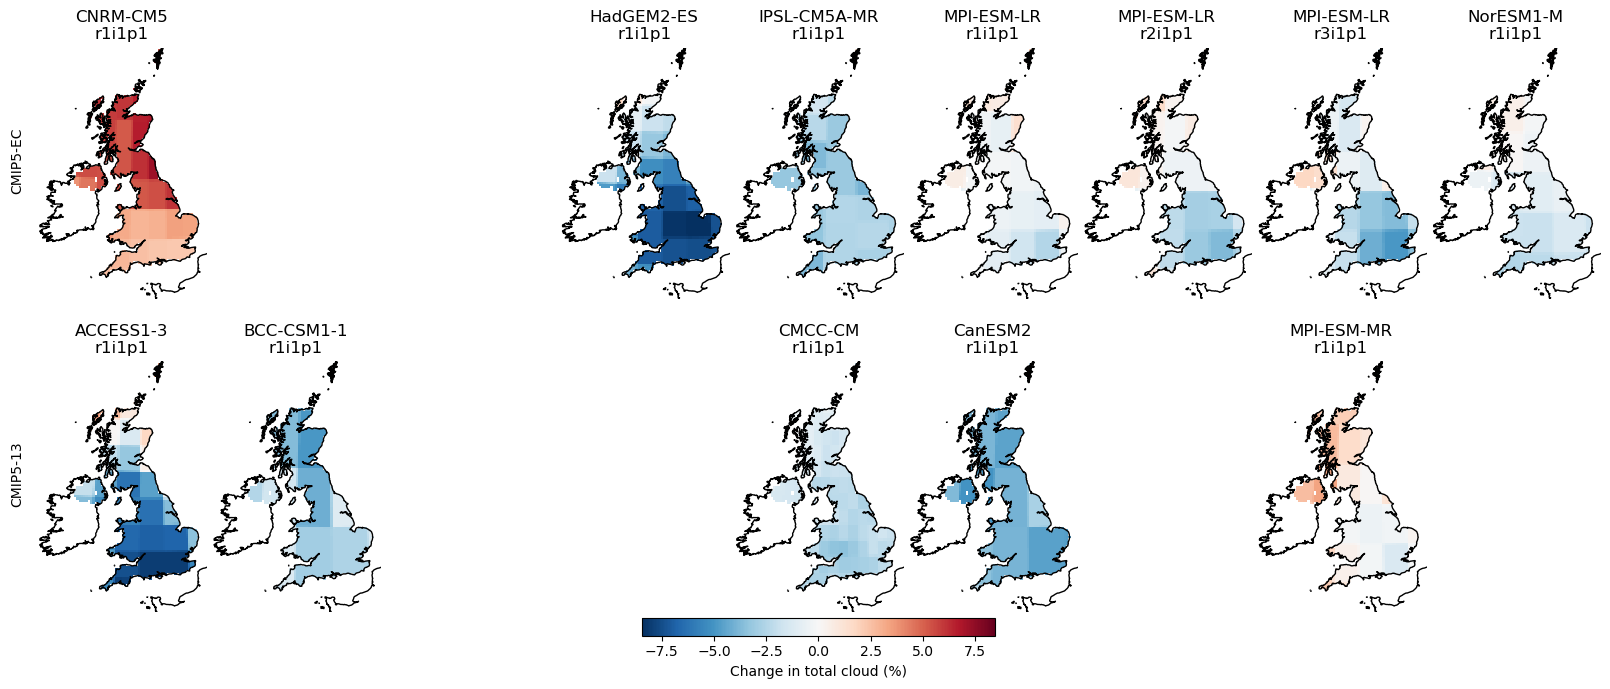 CNRM-CM5
r1i1p1
HadGEM2-ES
r1i1p1
IPSL-CM5A-MR
r1i1p1
MPI-ESM-LR
r1i1p1
MPI-ESM-LR
r2i1p1
MPI-ESM-LR
r3i1p1
NorESM1-M
r1i1p1
CMIP5-EC
ACCESS1-3
r1i1p1
BCC-CSM1-1
r1i1p1
CMCC-CM
r1i1p1
CanESM2
r1i1p1
MPI-ESM-MR
r1i1p1
CMIP5-13
−7.5 −5.0 −2.5 0.0 2.5 5.0 7.5
Change in total cloud (%)